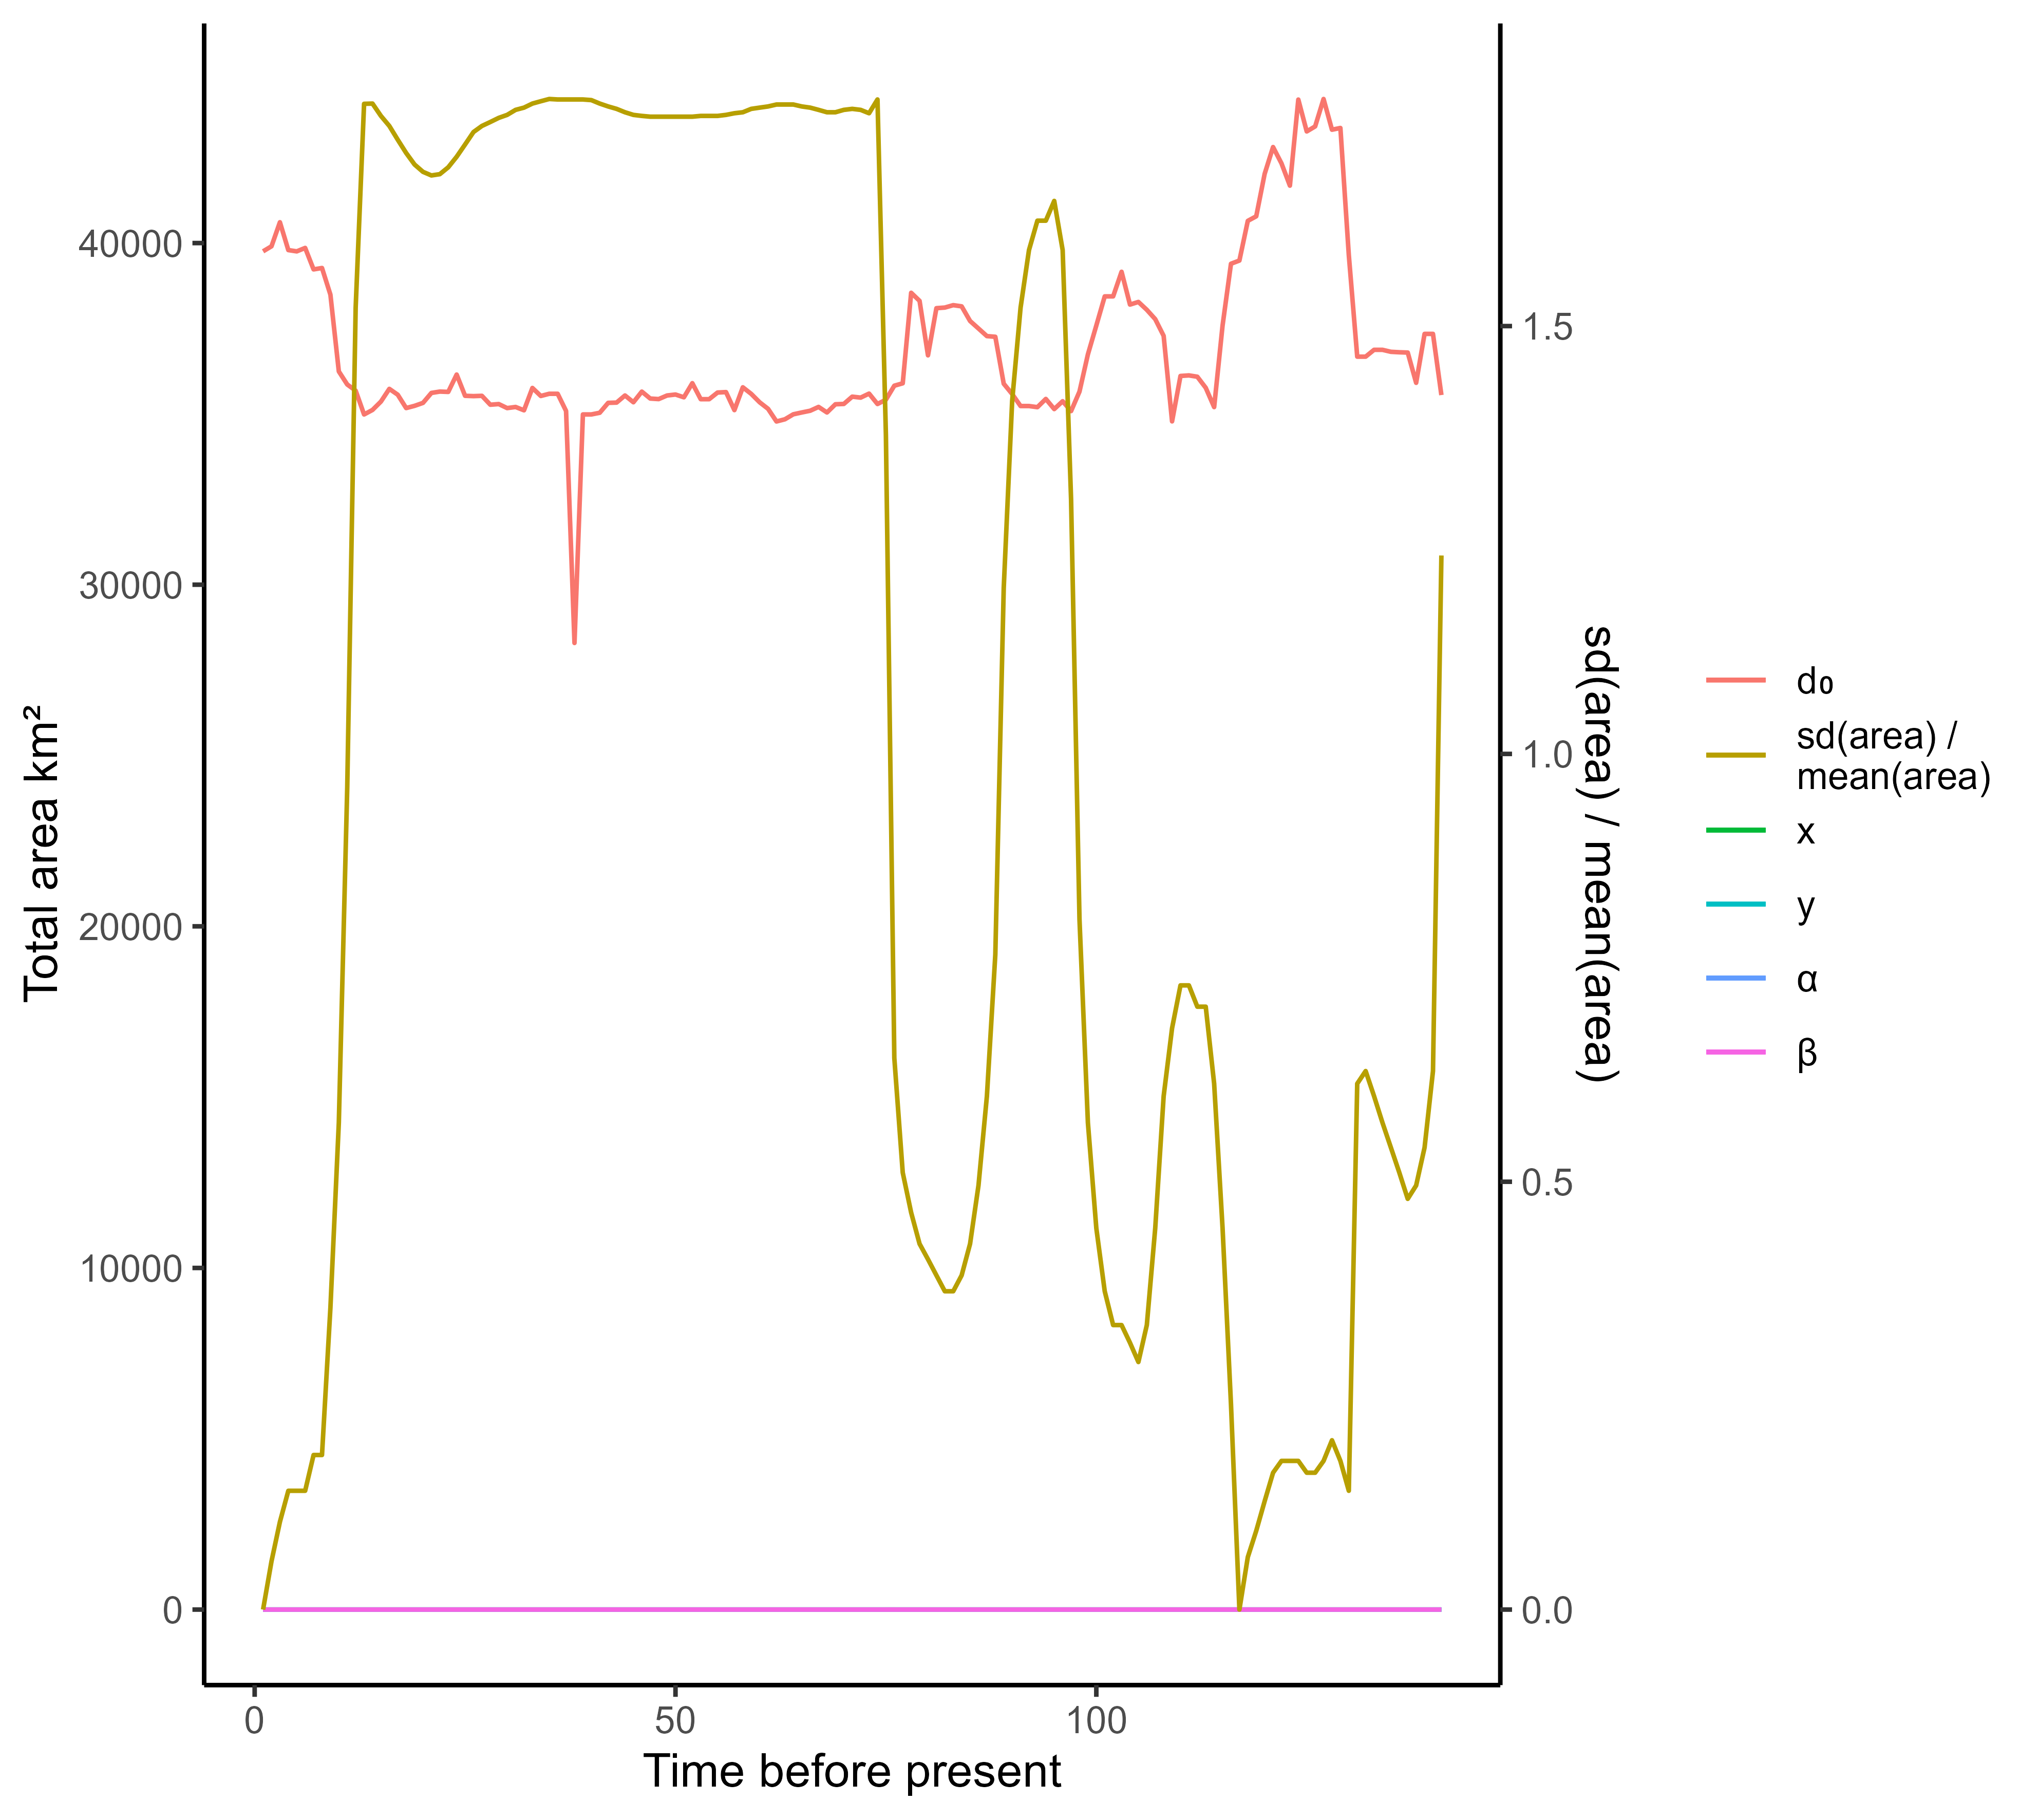 Total area km²
40000
30000
20000
10000
0
0
50
100
Time before present
1.5
1.0
0.5
0.0
sd(area) / mean(area)
d₀
sd(area) /
mean(area)
x
y
α
β